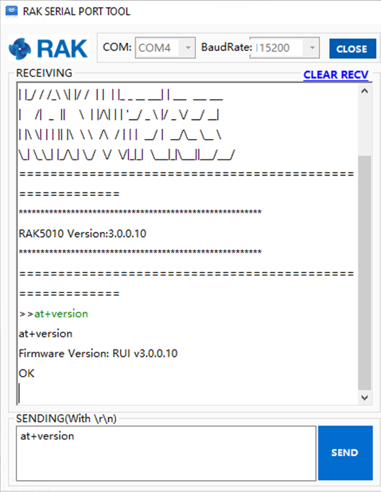 RAK SERIAL PORT TOOL
RAK
COM: COM4
BaudRate: 115200
CLOSE
RECEIVING
CLEAR RECV
===========================================
=============
********************************************************
RAK5010 Version:3.0.0.10
********************************************************
===========================================
=============
>>at+version
at+version
Firmware Version: RUI v3.0.0.10
OK
SENDING(With \r\n)
at+version
SEND